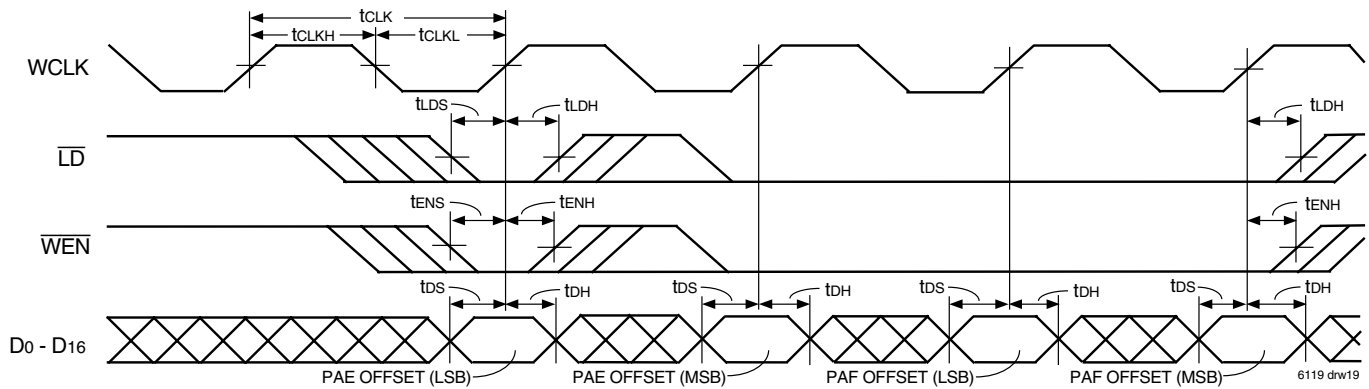 tCLK
tCLKH
tCLKL
WCLK
tLDS
tLDH
tLDH
LD
tENS
tENH
tENH
WEN
tDS
tDH
tDS
tDH
tDS
tDH
tDS
tDH
D0 - D16
PAE OFFSET (LSB)
PAE OFFSET (MSB)
PAF OFFSET (LSB)
PAF OFFSET (MSB)
6119 drw19